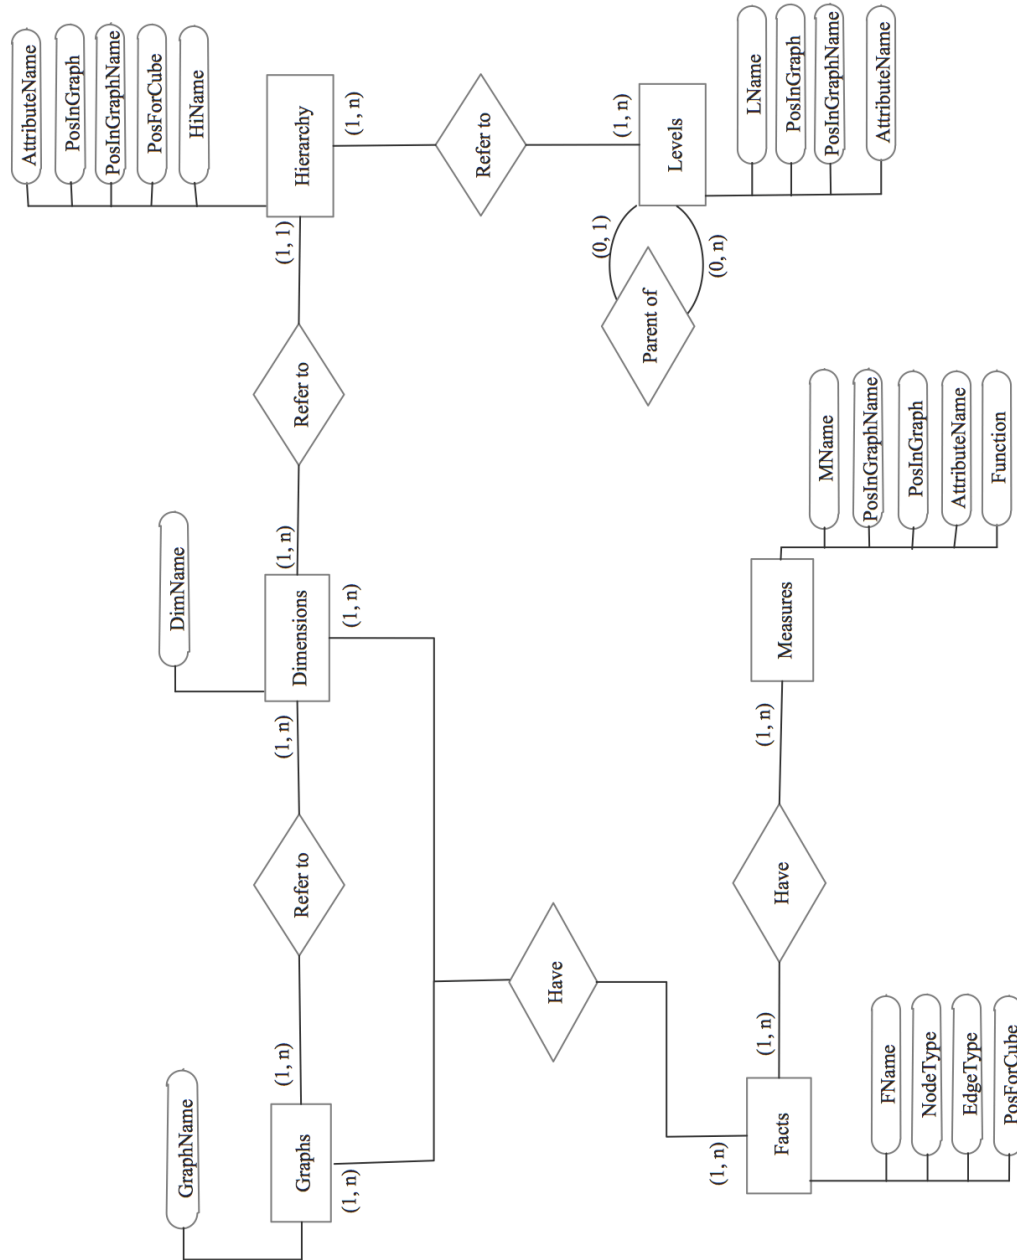 AttributeName
PosInGraph
PosInGraphName
PosForCube
HiName
Hierarchy
(1, n)
Refer to
(1, n)
Levels
LName
PosInGraph
PosInGraphName
AttributeName
(1, 1)
(0, 1)
(0, n)
Parent of
Refer to
DimName
(1, n)
Dimensions
(1, n)
(1, n)
MName
PosInGraphName
PosInGraph
AttributeName
Function
Measures
(1, n)
Refer to
Have
Have
(1, n)
(1, n)
GraphName
Graphs
(1, n)
(1, n)
Facts
FName
NodeType
EdgeType
PosForCube